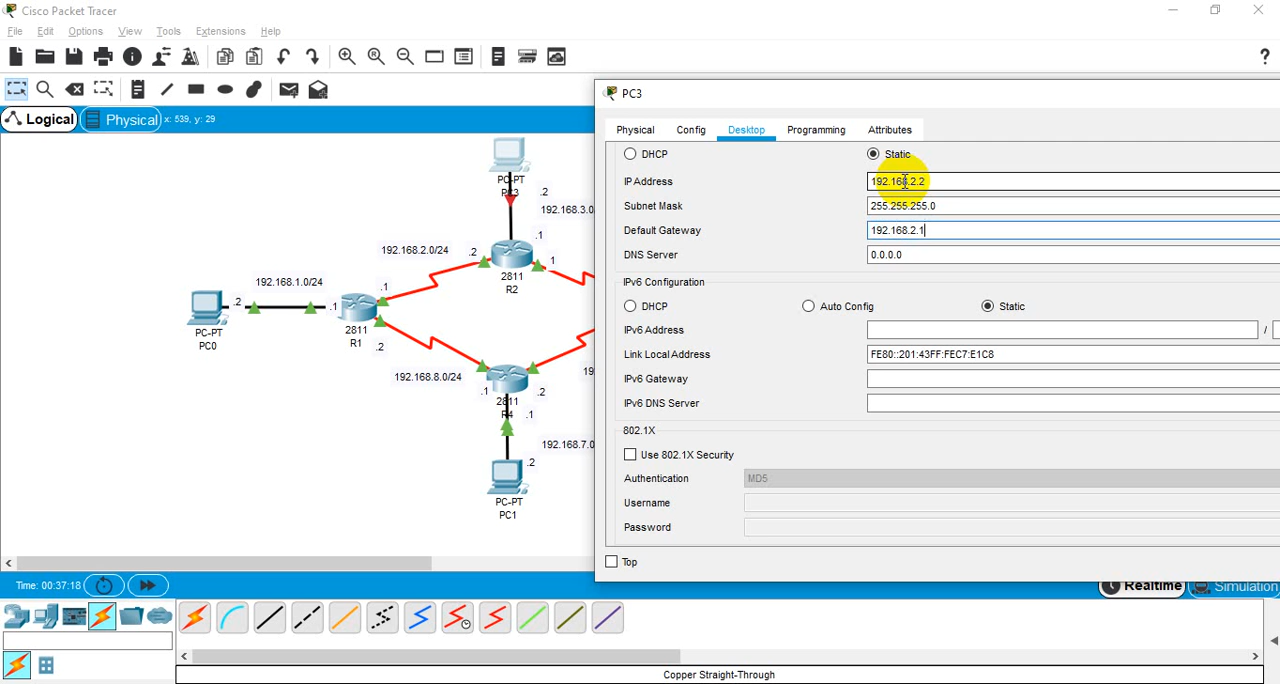 Cisco Packet Tracer
File Edit Options View Tools Extensions Help
Logical
Physical
x: 539, y: 29
PC-PT
PC3
.2
192.168.3.0
.1
192.168.2.0/24
.2
.1
2811
R2
192.168.1.0/24
.2
.1
.1
PC-PT
PC0
2811
R1
.2
192.168.8.0/24
.1
.2
2811
R4
.1
19
192.168.7.0
.2
PC-PT
PC1
PC3
Physical Config Desktop Programming Attributes
DHCP Static
IP Address 192.168.2.2
Subnet Mask 255.255.255.0
Default Gateway 192.168.2.1
DNS Server 0.0.0.0
IPv6 Configuration
DHCP Auto Config Static
IPv6 Address /
Link Local Address FE80::201:43FF:FEC7:E1C8
IPv6 Gateway
IPv6 DNS Server
802.1X
Use 802.1X Security
Authentication MD5
Username
Password
Top
Time: 00:37:18
Realtime
Simulation
Copper Straight-Through